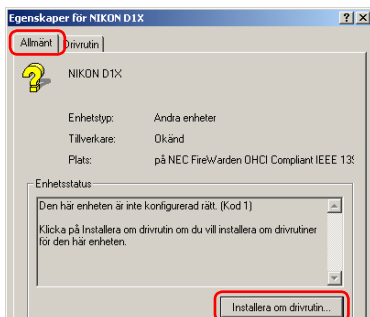 Egenskaper för NIKON D1X
Allmänt Drivrutin
NIKON D1X
Enhetstyp: Andra enheter
Tillverkare: Okänd
Plats: på NEC FireWarden OHCI Compliant IEEE 139
Enhetsstatus
Den här enheten är inte konfigurerad rätt. (Kod 1)
Klicka på Installera om drivrutin om du vill installera om drivrutiner
för den här enheten.
Installera om drivrutin...